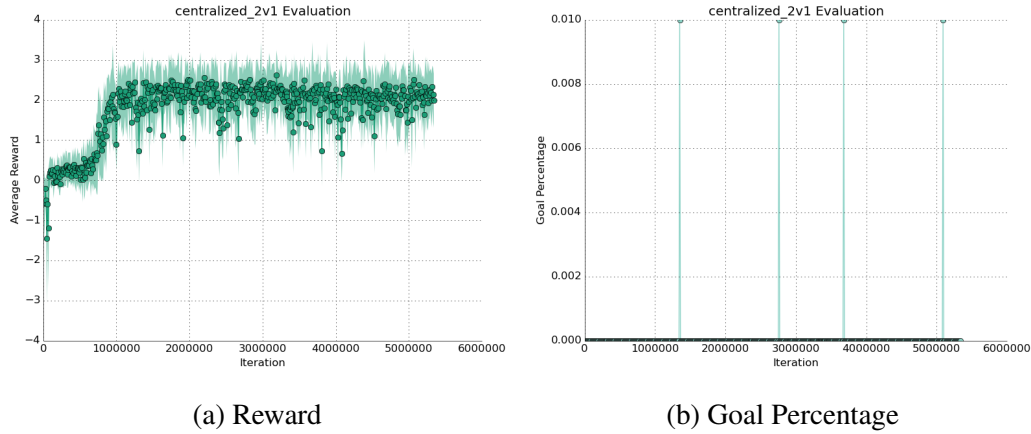 centralized_2v1 Evaluation
4
3
2
1
0
−1
−2
−3
−4
Average Reward
0 1000000 2000000 3000000 4000000 5000000 6000000
Iteration
(a) Reward
centralized_2v1 Evaluation
0.010
0.008
0.006
0.004
0.002
0.000
Goal Percentage
0 1000000 2000000 3000000 4000000 5000000 6000000
Iteration
(b) Goal Percentage